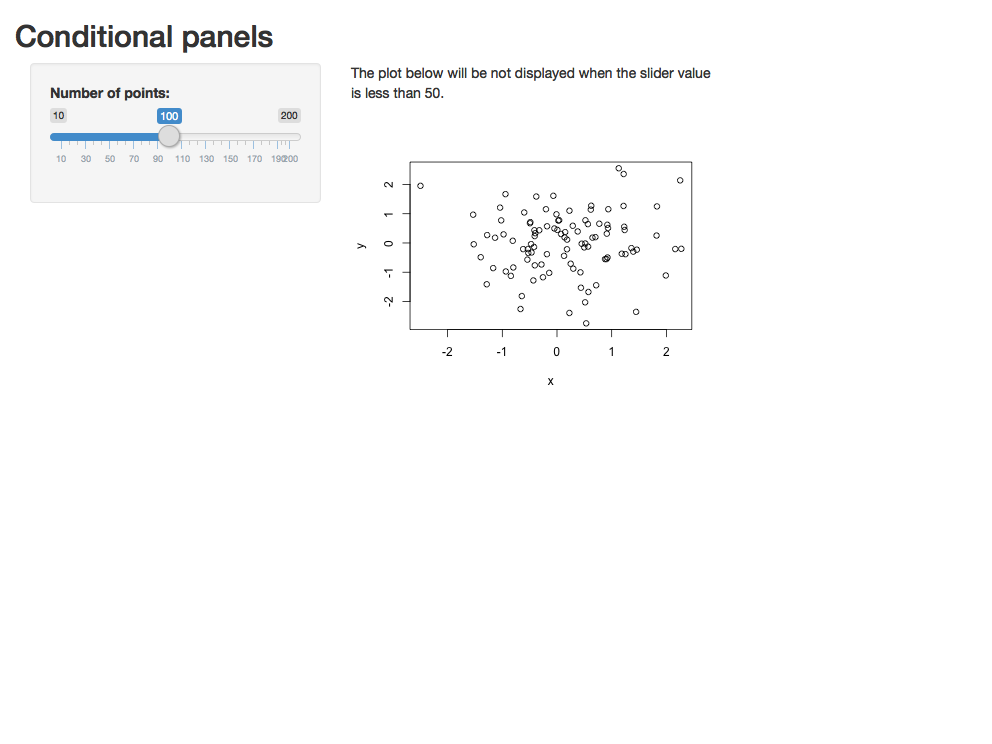 Conditional panels
Number of points:
10 100 200
10 30 50 70 90 110 130 150 170 190 200
The plot below will be not displayed when the slider value
is less than 50.
2
1
0
-1
-2
y
-2 -1 0 1 2
x